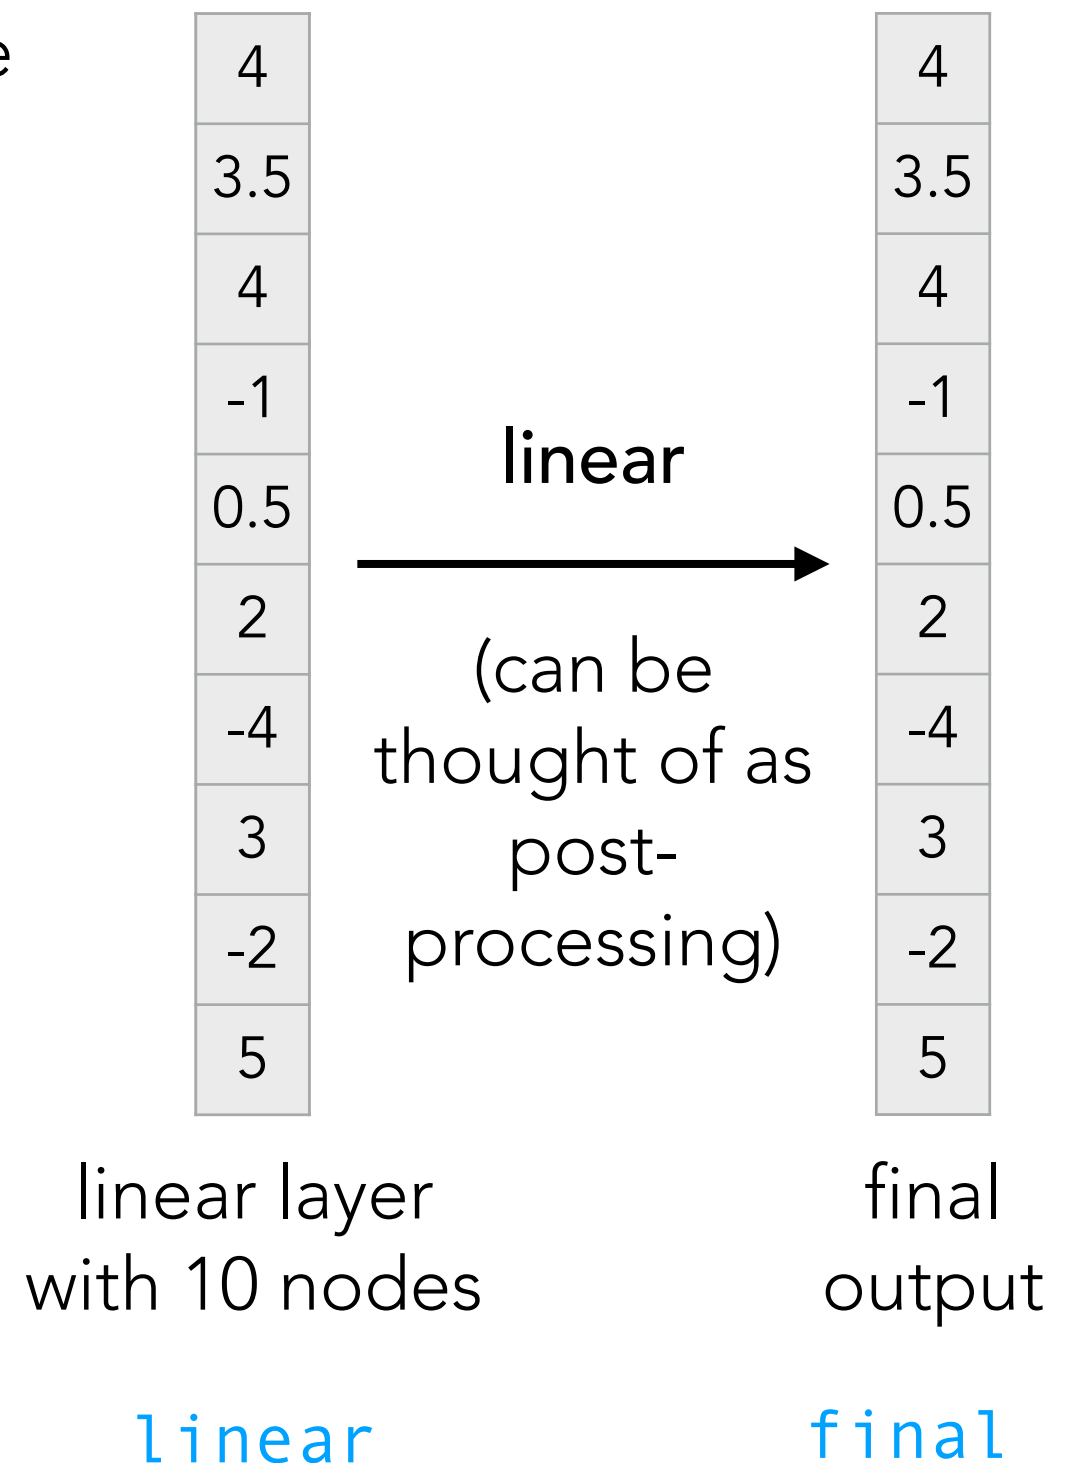 e
4
3.5
4
-1
0.5
2
-4
3
-2
5
linear layer
with 10 nodes
linear
linear
(can be
thought of as
post-
processing)
4
3.5
4
-1
0.5
2
-4
3
-2
5
final
output
final